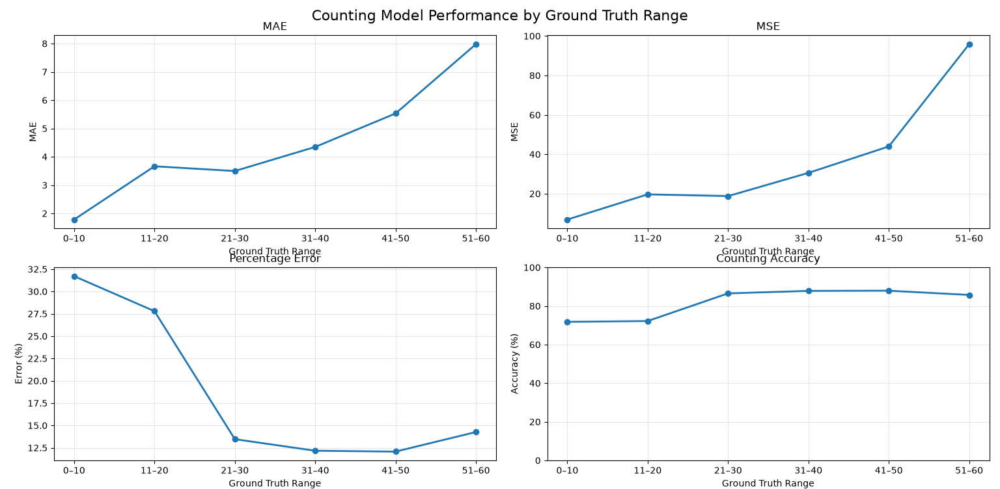 Counting Model Performance by Ground Truth Range
MAE
8
7
6
5
4
3
2
MAE
0–10 11–20 21–30 31–40 41–50 51–60
Ground Truth Range
MSE
100
80
60
40
20
MSE
0–10 11–20 21–30 31–40 41–50 51–60
Ground Truth Range
Percentage Error
32.5
30.0
27.5
25.0
22.5
20.0
17.5
15.0
12.5
Error (%)
0–10 11–20 21–30 31–40 41–50 51–60
Ground Truth Range
Counting Accuracy
100
80
60
40
20
0
Accuracy (%)
0–10 11–20 21–30 31–40 41–50 51–60
Ground Truth Range